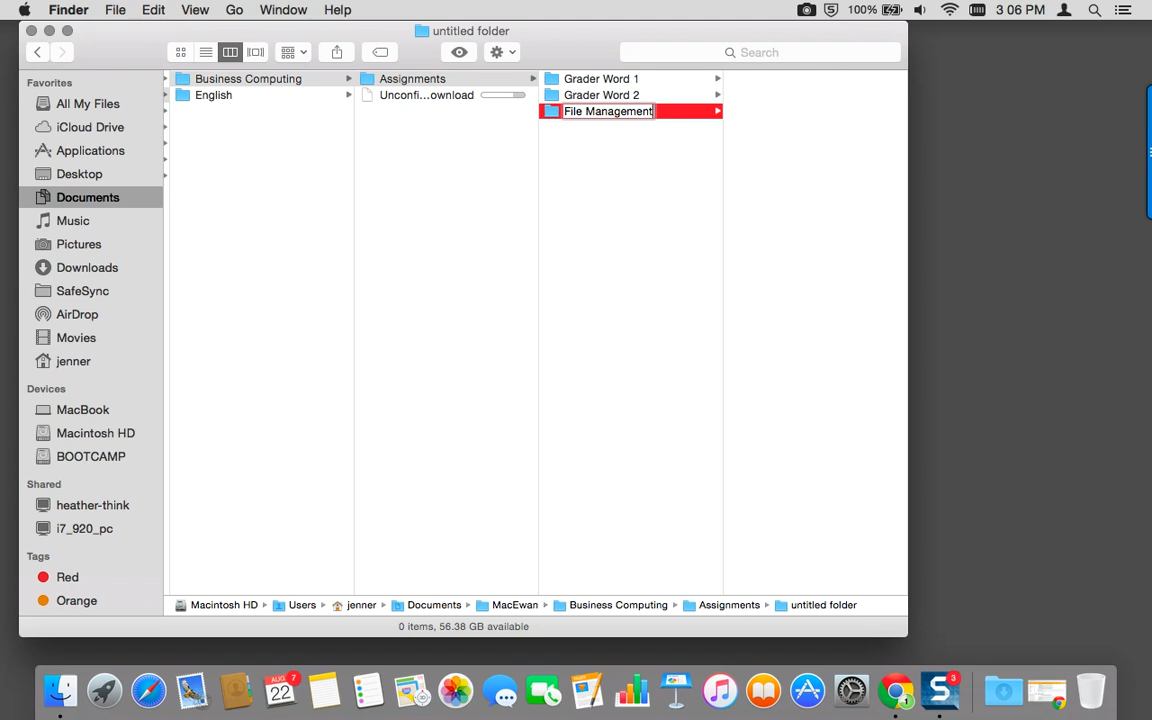 Finder File Edit View Go Window Help 100% 3:06 PM
untitled folder
Search
Favorites
All My Files
iCloud Drive
Applications
Desktop
Documents
Music
Pictures
Downloads
SafeSync
AirDrop
Movies
jenner
Devices
MacBook
Macintosh HD
BOOTCAMP
Shared
heather-think
i7_920_pc
Tags
Red
Orange
Business Computing
English
Assignments
Unconfi...ownload
Grader Word 1
Grader Word 2
File Management
Macintosh HD Users jenner Documents MacEwan Business Computing Assignments untitled folder
0 items, 56.38 GB available
AUG
22
7
3